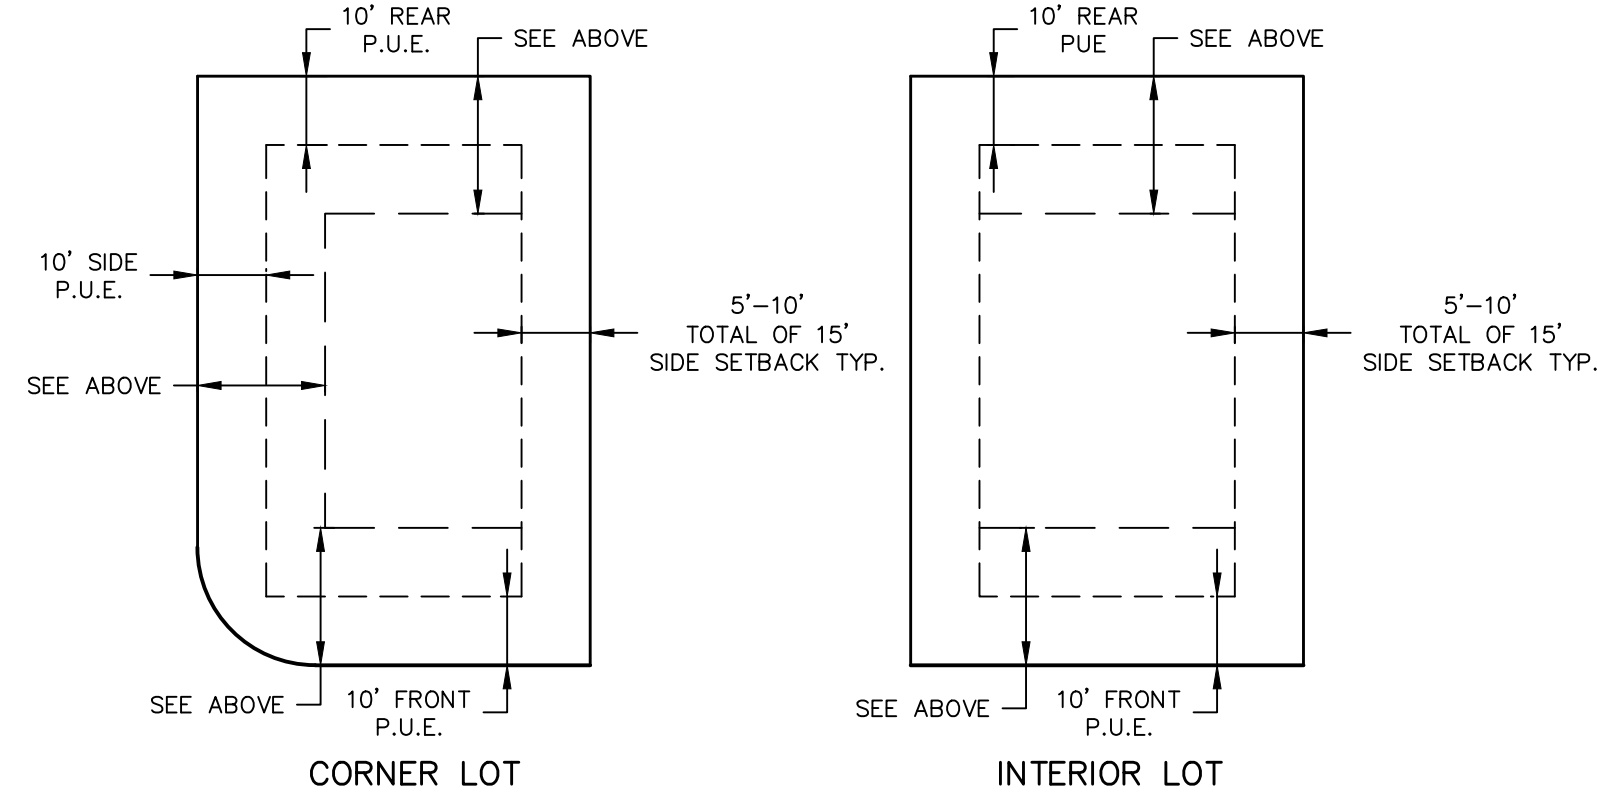 10' REAR
P.U.E.
SEE ABOVE
10' SIDE
P.U.E.
5'-10'
TOTAL OF 15'
SIDE SETBACK TYP.
SEE ABOVE
SEE ABOVE
10' FRONT
P.U.E.
CORNER LOT
10' REAR
PUE
SEE ABOVE
5'-10'
TOTAL OF 15'
SIDE SETBACK TYP.
SEE ABOVE
10' FRONT
P.U.E.
INTERIOR LOT